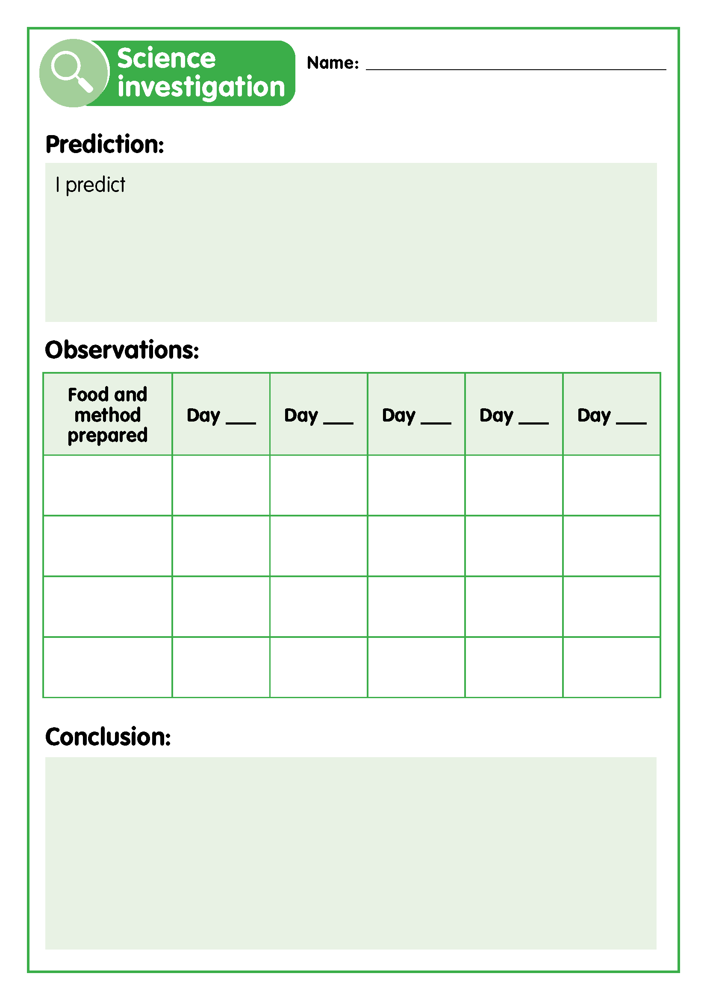 Science
investigation
Name:
Prediction:
I predict
Observations:
Food and
method
prepared
Day ___
Day ___
Day ___
Day ___
Day ___
Conclusion: